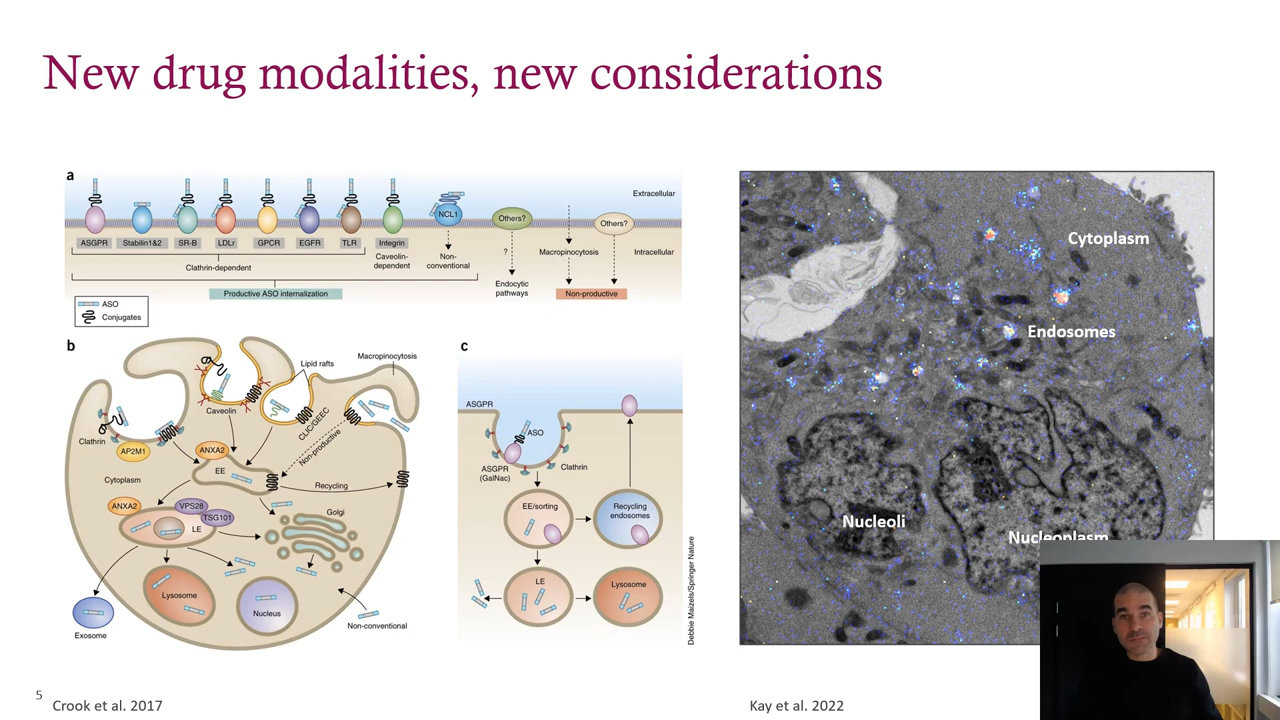 New drug modalities, new considerations
a
Extracellular
NCL1
Others?
Others?
ASGPR
Stabilin1&2
SR-B
LDLr
GPCR
EGFR
TLR
Integrin
?
Macropinocytosis
Intracellular
Clathrin-dependent
Caveolin-
dependent
Non-
conventional
Productive ASO internalization
Endocytic
pathways
Non-productive
ASO
Conjugates
b
Lipid rafts
Macropinocytosis
Caveolin
CLIC/GEEC
Clathrin
AP2M1
ANXA2
Non-productive
EE
Cytoplasm
Recycling
ANXA2
VPS28
TSG101
LE
Golgi
Lysosome
Nucleus
Exosome
Non-conventional
c
ASGPR
ASO
ASGPR
(GalNac)
Clathrin
EE/sorting
Recycling
endosomes
LE
Lysosome
Debbie Maizels/Springer Nature
Cytoplasm
Endosomes
Nucleoli
Nucleoplasm
5
Crook et al. 2017
Kay et al. 2022